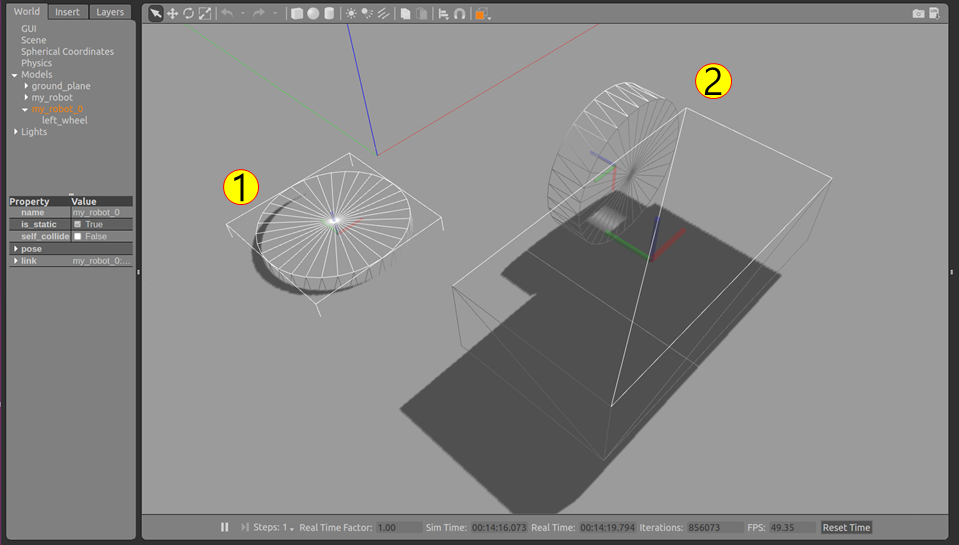 World Insert Layers
GUI
Scene
Spherical Coordinates
Physics
Models
ground_plane
my_robot
my_robot_0
left_wheel
Lights
Property Value
name my_robot_0
is_static True
self_collide False
pose
link my_robot_0:...
1
2
Steps: 1 Real Time Factor: 1.00 Sim Time: 00:14:16.073 Real Time: 00:14:19.794 Iterations: 856073 FPS: 49.35 Reset Time